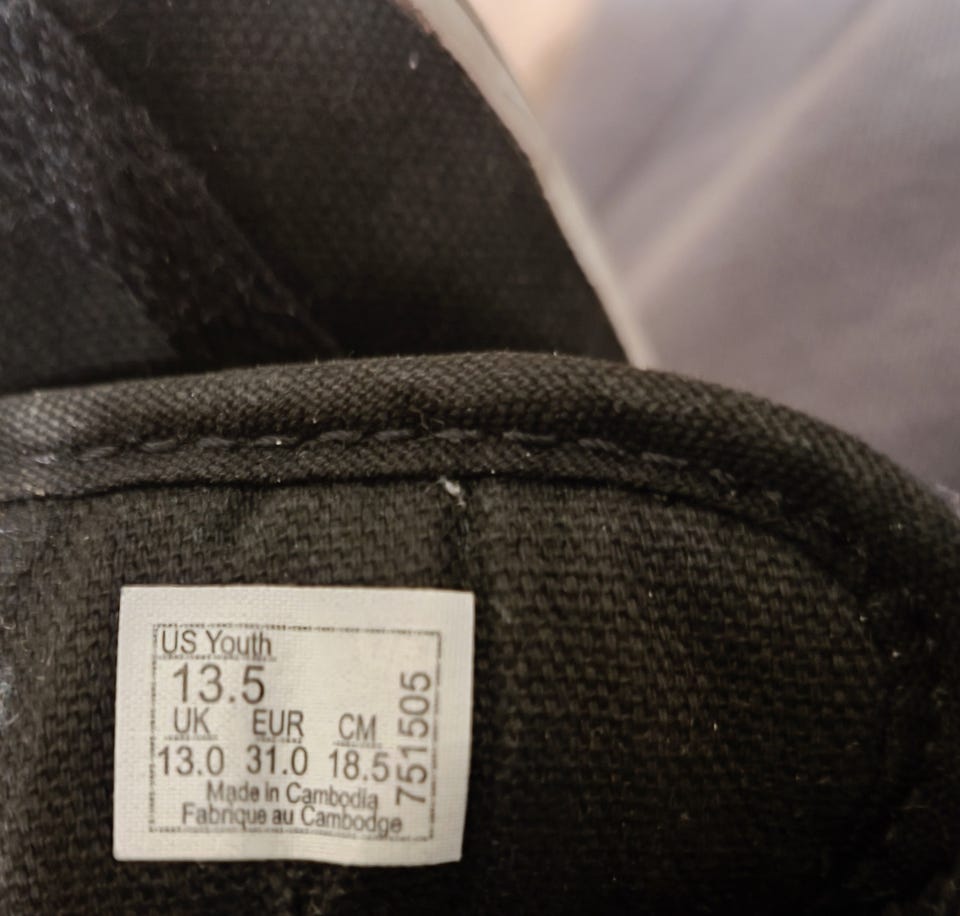 US Youth
13.5
UK EUR CM
13.0 31.0 18.5
Made in Cambodia
Fabrique au Cambodge
751505